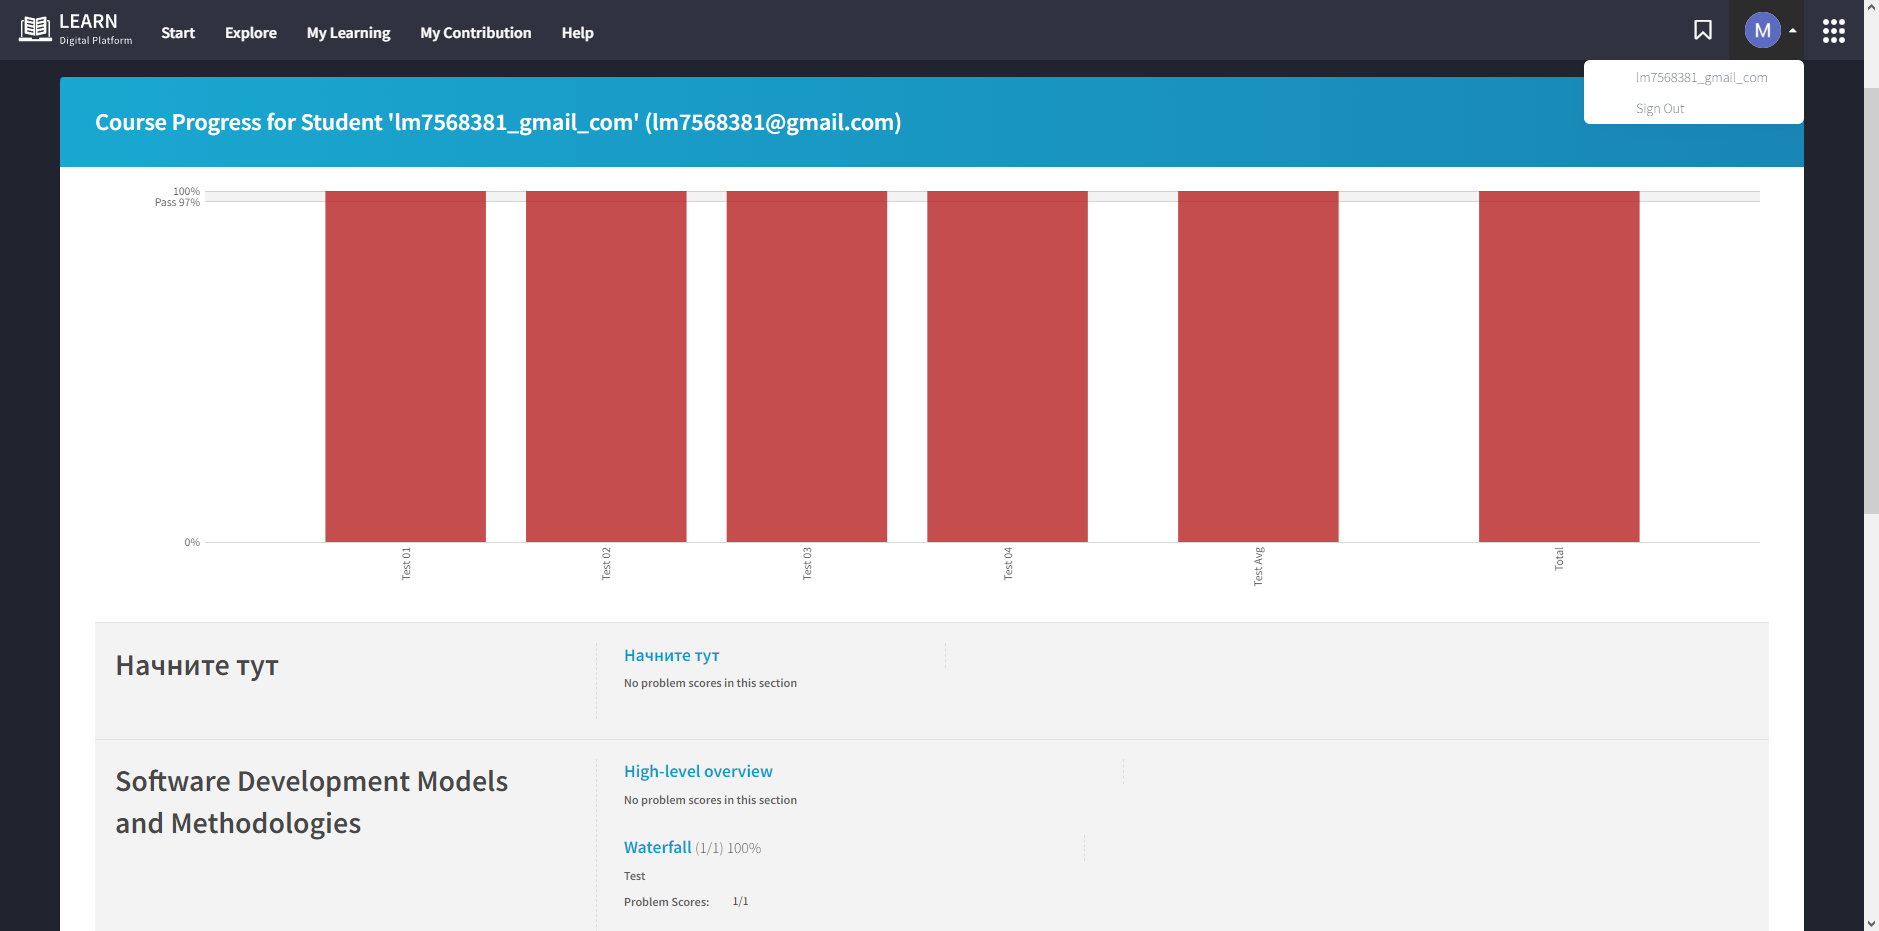 LEARN
Digital Platform
Start
Explore
My Learning
My Contribution
Help
M
lm7568381_gmail_com
Sign Out
Course Progress for Student 'lm7568381_gmail_com' (lm7568381@gmail.com)
100%
Pass 97%
0%
Test 01
Test 02
Test 03
Test 04
Test Avg
Total
Начните тут
Начните тут
No problem scores in this section
Software Development Models
and Methodologies
High-level overview
No problem scores in this section
Waterfall (1/1) 100%
Test
Problem Scores: 1/1